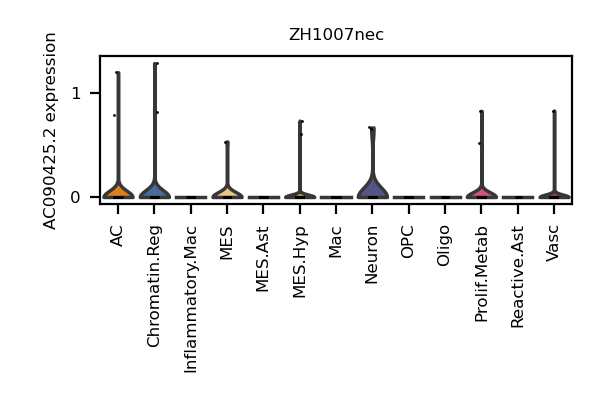 ZH1007nec
AC090425.2 expression
1
0
AC
Chromatin.Reg
Inflammatory.Mac
MES
MES.Ast
MES.Hyp
Mac
Neuron
OPC
Oligo
Prolif.Metab
Reactive.Ast
Vasc